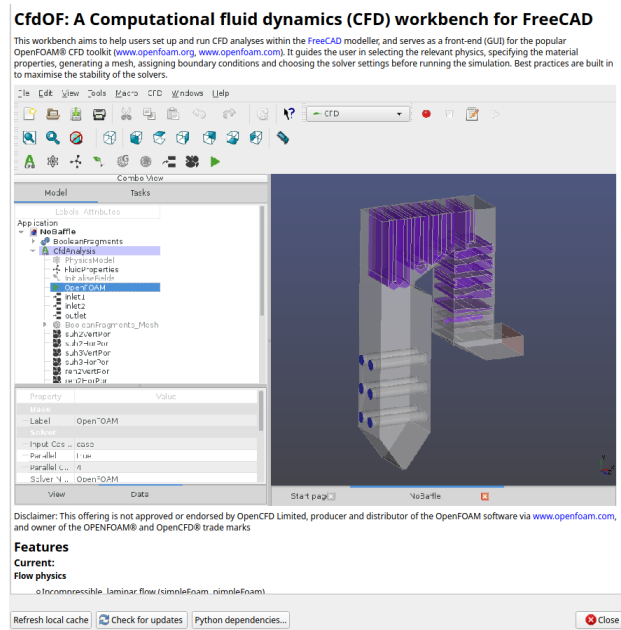 CfdOF: A Computational fluid dynamics (CFD) workbench for FreeCAD
This workbench aims to help users set up and run CFD analyses within the FreeCAD modeller, and serves as a front-end (GUI) for the popular
OpenFOAM® CFD toolkit (www.openfoam.org, www.openfoam.com). It guides the user in selecting the relevant physics, specifying the material
properties, generating a mesh, assigning boundary conditions and choosing the solver settings before running the simulation. Best practices are built in
to maximise the stability of the solvers.
File Edit View Tools Macro CFD Windows Help
CFD
Combo View
Model Tasks
Labels & Attributes
Application
NoBaffle
BooleanFragments
CfdAnalysis
PhysicsModel
FluidProperties
InitialiseFields
OpenFOAM
inlet1
inlet2
outlet
BooleanFragments_Mesh
suh2VertPor
suh2HorPor
suh3VertPor
suh3HorPor
ren2VertPor
ren2HorPor
Property Value
Base
Label OpenFOAM
Solver
Input Cas... case
Parallel true
Parallel C... 4
Solver N... OpenFOAM
View Data
Start page NoBaffle
Disclaimer: This offering is not approved or endorsed by OpenCFD Limited, producer and distributor of the OpenFOAM software via www.openfoam.com,
and owner of the OPENFOAM® and OpenCFD® trade marks
Features
Current:
Flow physics
Incompressible, laminar flow (simpleFoam, pimpleFoam)
Refresh local cache Check for updates Python dependencies... Close